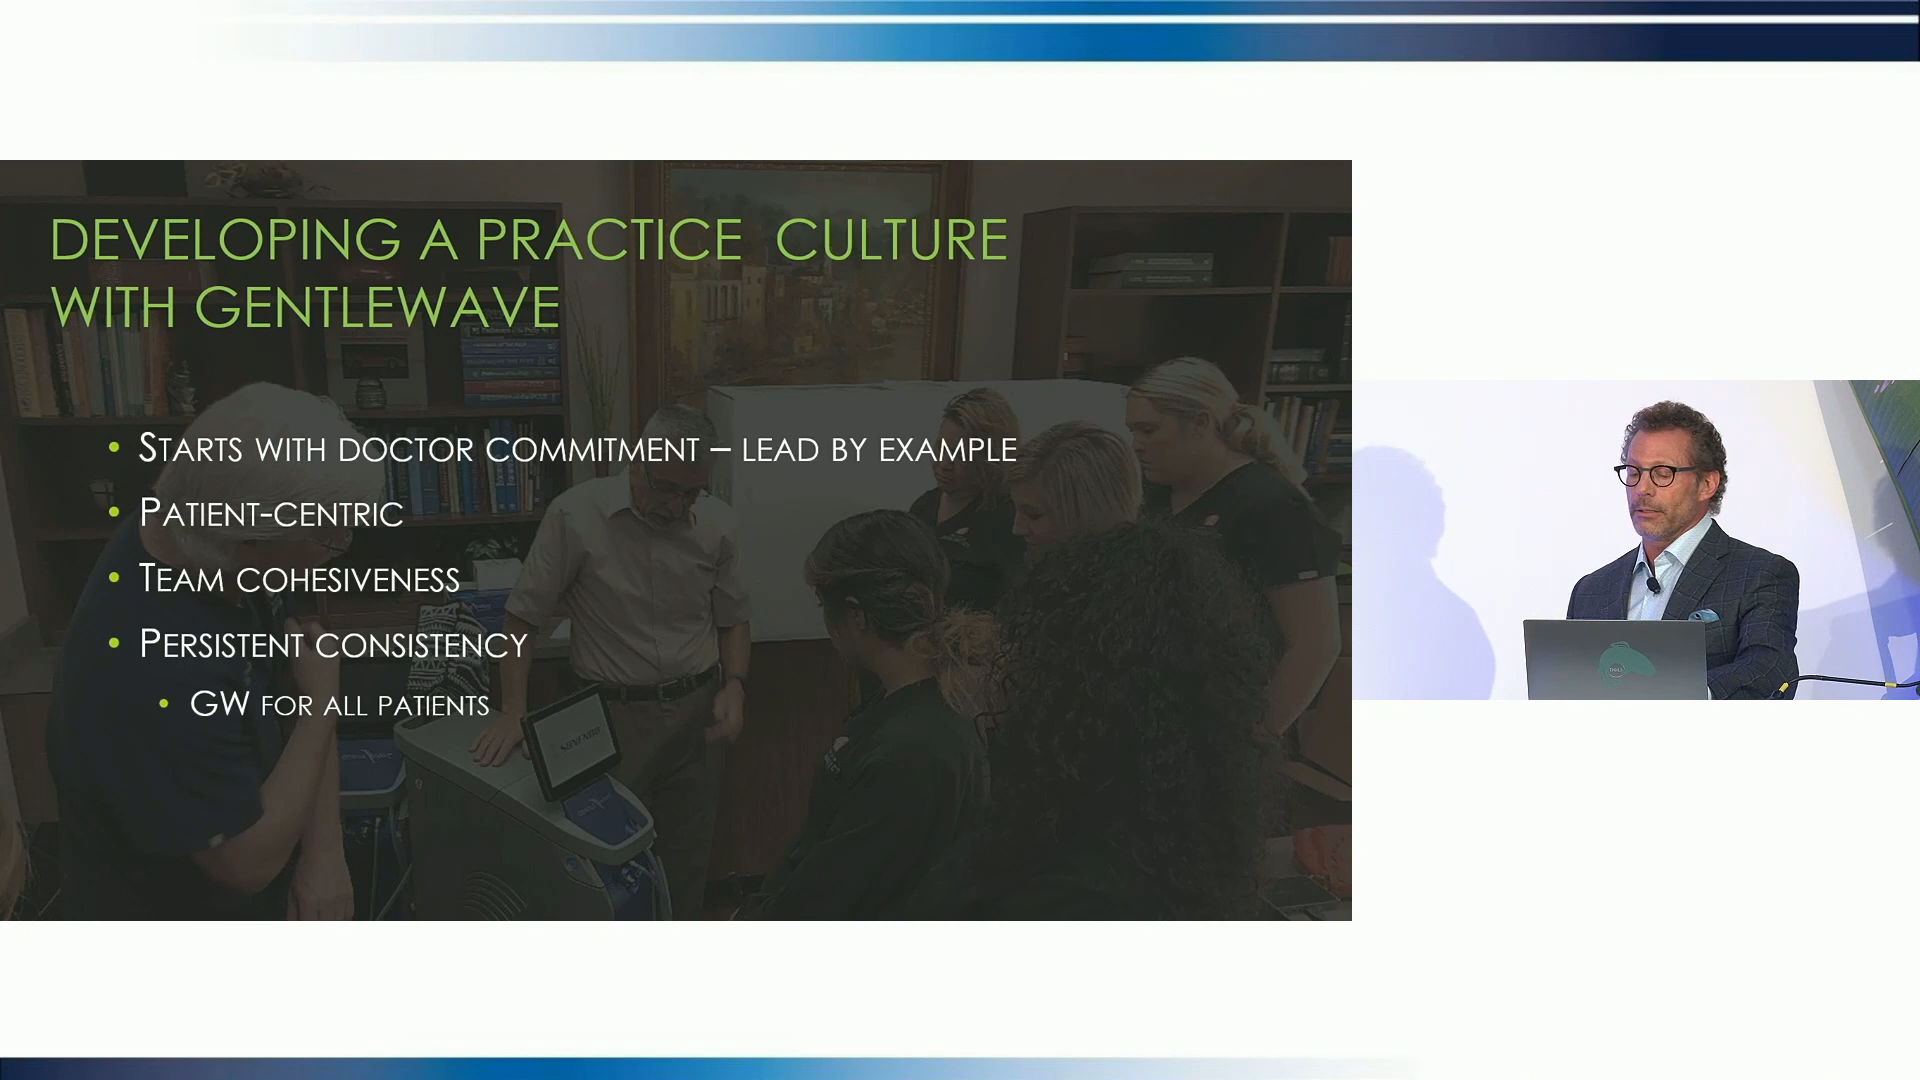 DEVELOPING A PRACTICE CULTURE
WITH GENTLEWAVE
• STARTS WITH DOCTOR COMMITMENT – LEAD BY EXAMPLE
• PATIENT-CENTRIC
• TEAM COHESIVENESS
• PERSISTENT CONSISTENCY
• GW FOR ALL PATIENTS
DELL